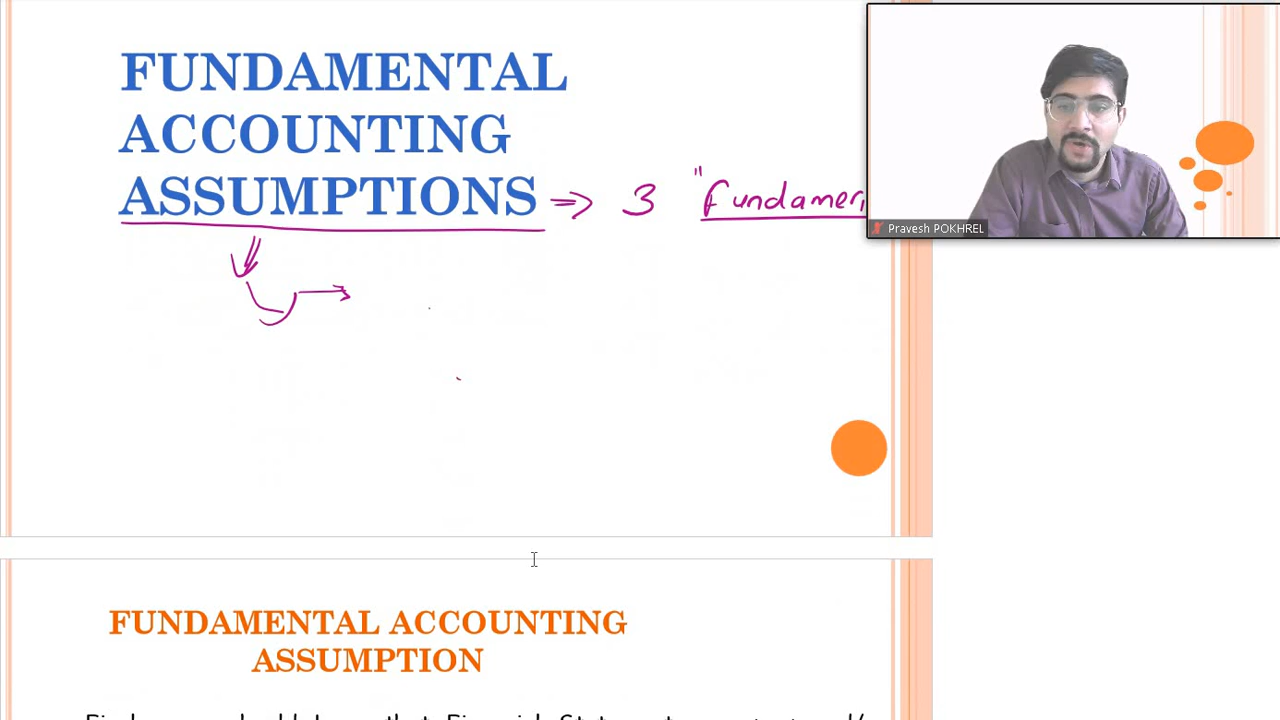 FUNDAMENTAL
ACCOUNTING
ASSUMPTIONS => 3 "fundamen
Pravesh POKHREL
FUNDAMENTAL ACCOUNTING
ASSUMPTION